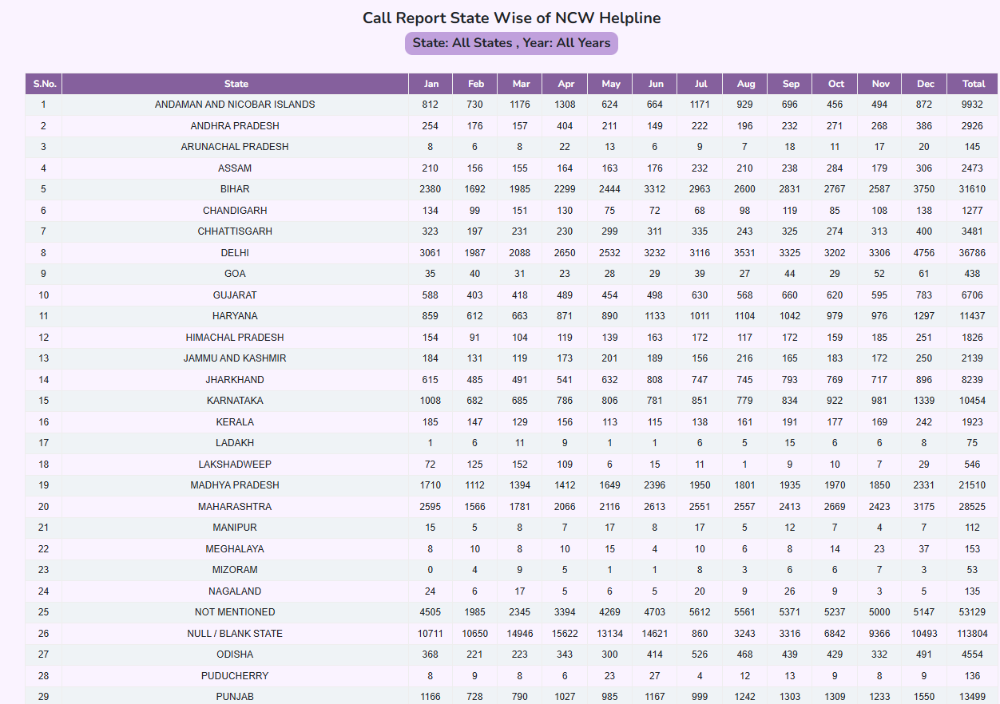 Call Report State Wise of NCW Helpline
State: All States , Year: All Years
S.No. State Jan Feb Mar Apr May Jun Jul Aug Sep Oct Nov Dec Total
1 ANDAMAN AND NICOBAR ISLANDS 812 730 1176 1308 624 664 1171 929 696 456 494 872 9932
2 ANDHRA PRADESH 254 176 157 404 211 149 222 196 232 271 268 386 2926
3 ARUNACHAL PRADESH 8 6 8 22 13 6 9 7 18 11 17 20 145
4 ASSAM 210 156 155 164 163 176 232 210 238 284 179 306 2473
5 BIHAR 2380 1692 1985 2299 2444 3312 2963 2600 2831 2767 2587 3750 31610
6 CHANDIGARH 134 99 151 130 75 72 68 98 119 85 108 138 1277
7 CHHATTISGARH 323 197 231 230 299 311 335 243 325 274 313 400 3481
8 DELHI 3061 1987 2088 2650 2532 3232 3116 3531 3325 3202 3306 4756 36786
9 GOA 35 40 31 23 28 29 39 27 44 29 52 61 438
10 GUJARAT 588 403 418 489 454 498 630 568 660 620 595 783 6706
11 HARYANA 859 612 663 871 890 1133 1011 1104 1042 979 976 1297 11437
12 HIMACHAL PRADESH 154 91 104 119 139 163 172 117 172 159 185 251 1826
13 JAMMU AND KASHMIR 184 131 119 173 201 189 156 216 165 183 172 250 2139
14 JHARKHAND 615 485 491 541 632 808 747 745 793 769 717 896 8239
15 KARNATAKA 1008 682 685 786 806 781 851 779 834 922 981 1339 10454
16 KERALA 185 147 129 156 113 115 138 161 191 177 169 242 1923
17 LADAKH 1 6 11 9 1 1 6 5 15 6 6 8 75
18 LAKSHADWEEP 72 125 152 109 6 15 11 1 9 10 7 29 546
19 MADHYA PRADESH 1710 1112 1394 1412 1649 2396 1950 1801 1935 1970 1850 2331 21510
20 MAHARASHTRA 2595 1566 1781 2066 2116 2613 2551 2557 2413 2669 2423 3175 28525
21 MANIPUR 15 5 8 7 17 8 17 5 12 7 4 7 112
22 MEGHALAYA 8 10 8 10 15 4 10 6 8 14 23 37 153
23 MIZORAM 0 4 9 5 1 1 8 3 6 6 7 3 53
24 NAGALAND 24 6 17 5 6 5 20 9 26 9 3 5 135
25 NOT MENTIONED 4505 1985 2345 3394 4269 4703 5612 5561 5371 5237 5000 5147 53129
26 NULL / BLANK STATE 10711 10650 14946 15622 13134 14621 860 3243 3316 6842 9366 10493 113804
27 ODISHA 368 221 223 343 300 414 526 468 439 429 332 491 4554
28 PUDUCHERRY 8 9 8 6 23 27 4 12 13 9 8 9 136
29 PUNJAB 1166 728 790 1027 985 1167 999 1242 1303 1309 1233 1550 13499